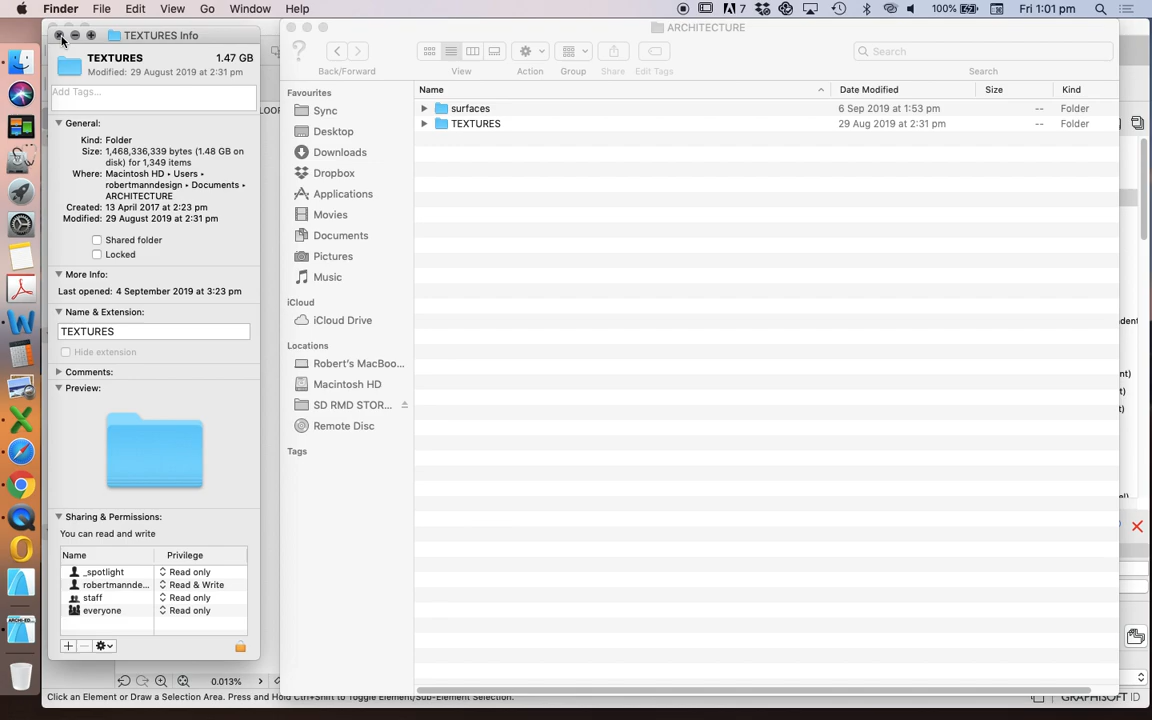 Finder File Edit View Go Window Help 7 100% Fri 1:01 pm
TEXTURES Info
TEXTURES 1.47 GB
Modified: 29 August 2019 at 2:31 pm
Add Tags...
General:
Kind: Folder
Size: 1,468,336,339 bytes (1.48 GB on
disk) for 1,349 items
Where: Macintosh HD ▸ Users ▸
robertmanndesign ▸ Documents ▸
ARCHITECTURE
Created: 13 April 2017 at 2:23 pm
Modified: 29 August 2019 at 2:31 pm
Shared folder
Locked
More Info:
Last opened: 4 September 2019 at 3:23 pm
Name & Extension:
TEXTURES
Hide extension
Comments:
Preview:
Sharing & Permissions:
You can read and write
Name Privilege
_spotlight Read only
robertmannde... Read & Write
staff Read only
everyone Read only
ARCHITECTURE
Search
Back/Forward View Action Group Share Edit Tags Search
Favourites
Sync
Desktop
Downloads
Dropbox
Applications
Movies
Documents
Pictures
Music
iCloud
iCloud Drive
Locations
Robert's MacBoo...
Macintosh HD
SD RMD STOR...
Remote Disc
Tags
Name Date Modified Size Kind
surfaces 6 Sep 2019 at 1:53 pm -- Folder
TEXTURES 29 Aug 2019 at 2:31 pm -- Folder
0.013%
Click an Element or Draw a Selection Area. Press and Hold Ctrl+Shift to Toggle Element/Sub-Element Selection.
GRAPHISOFT ID